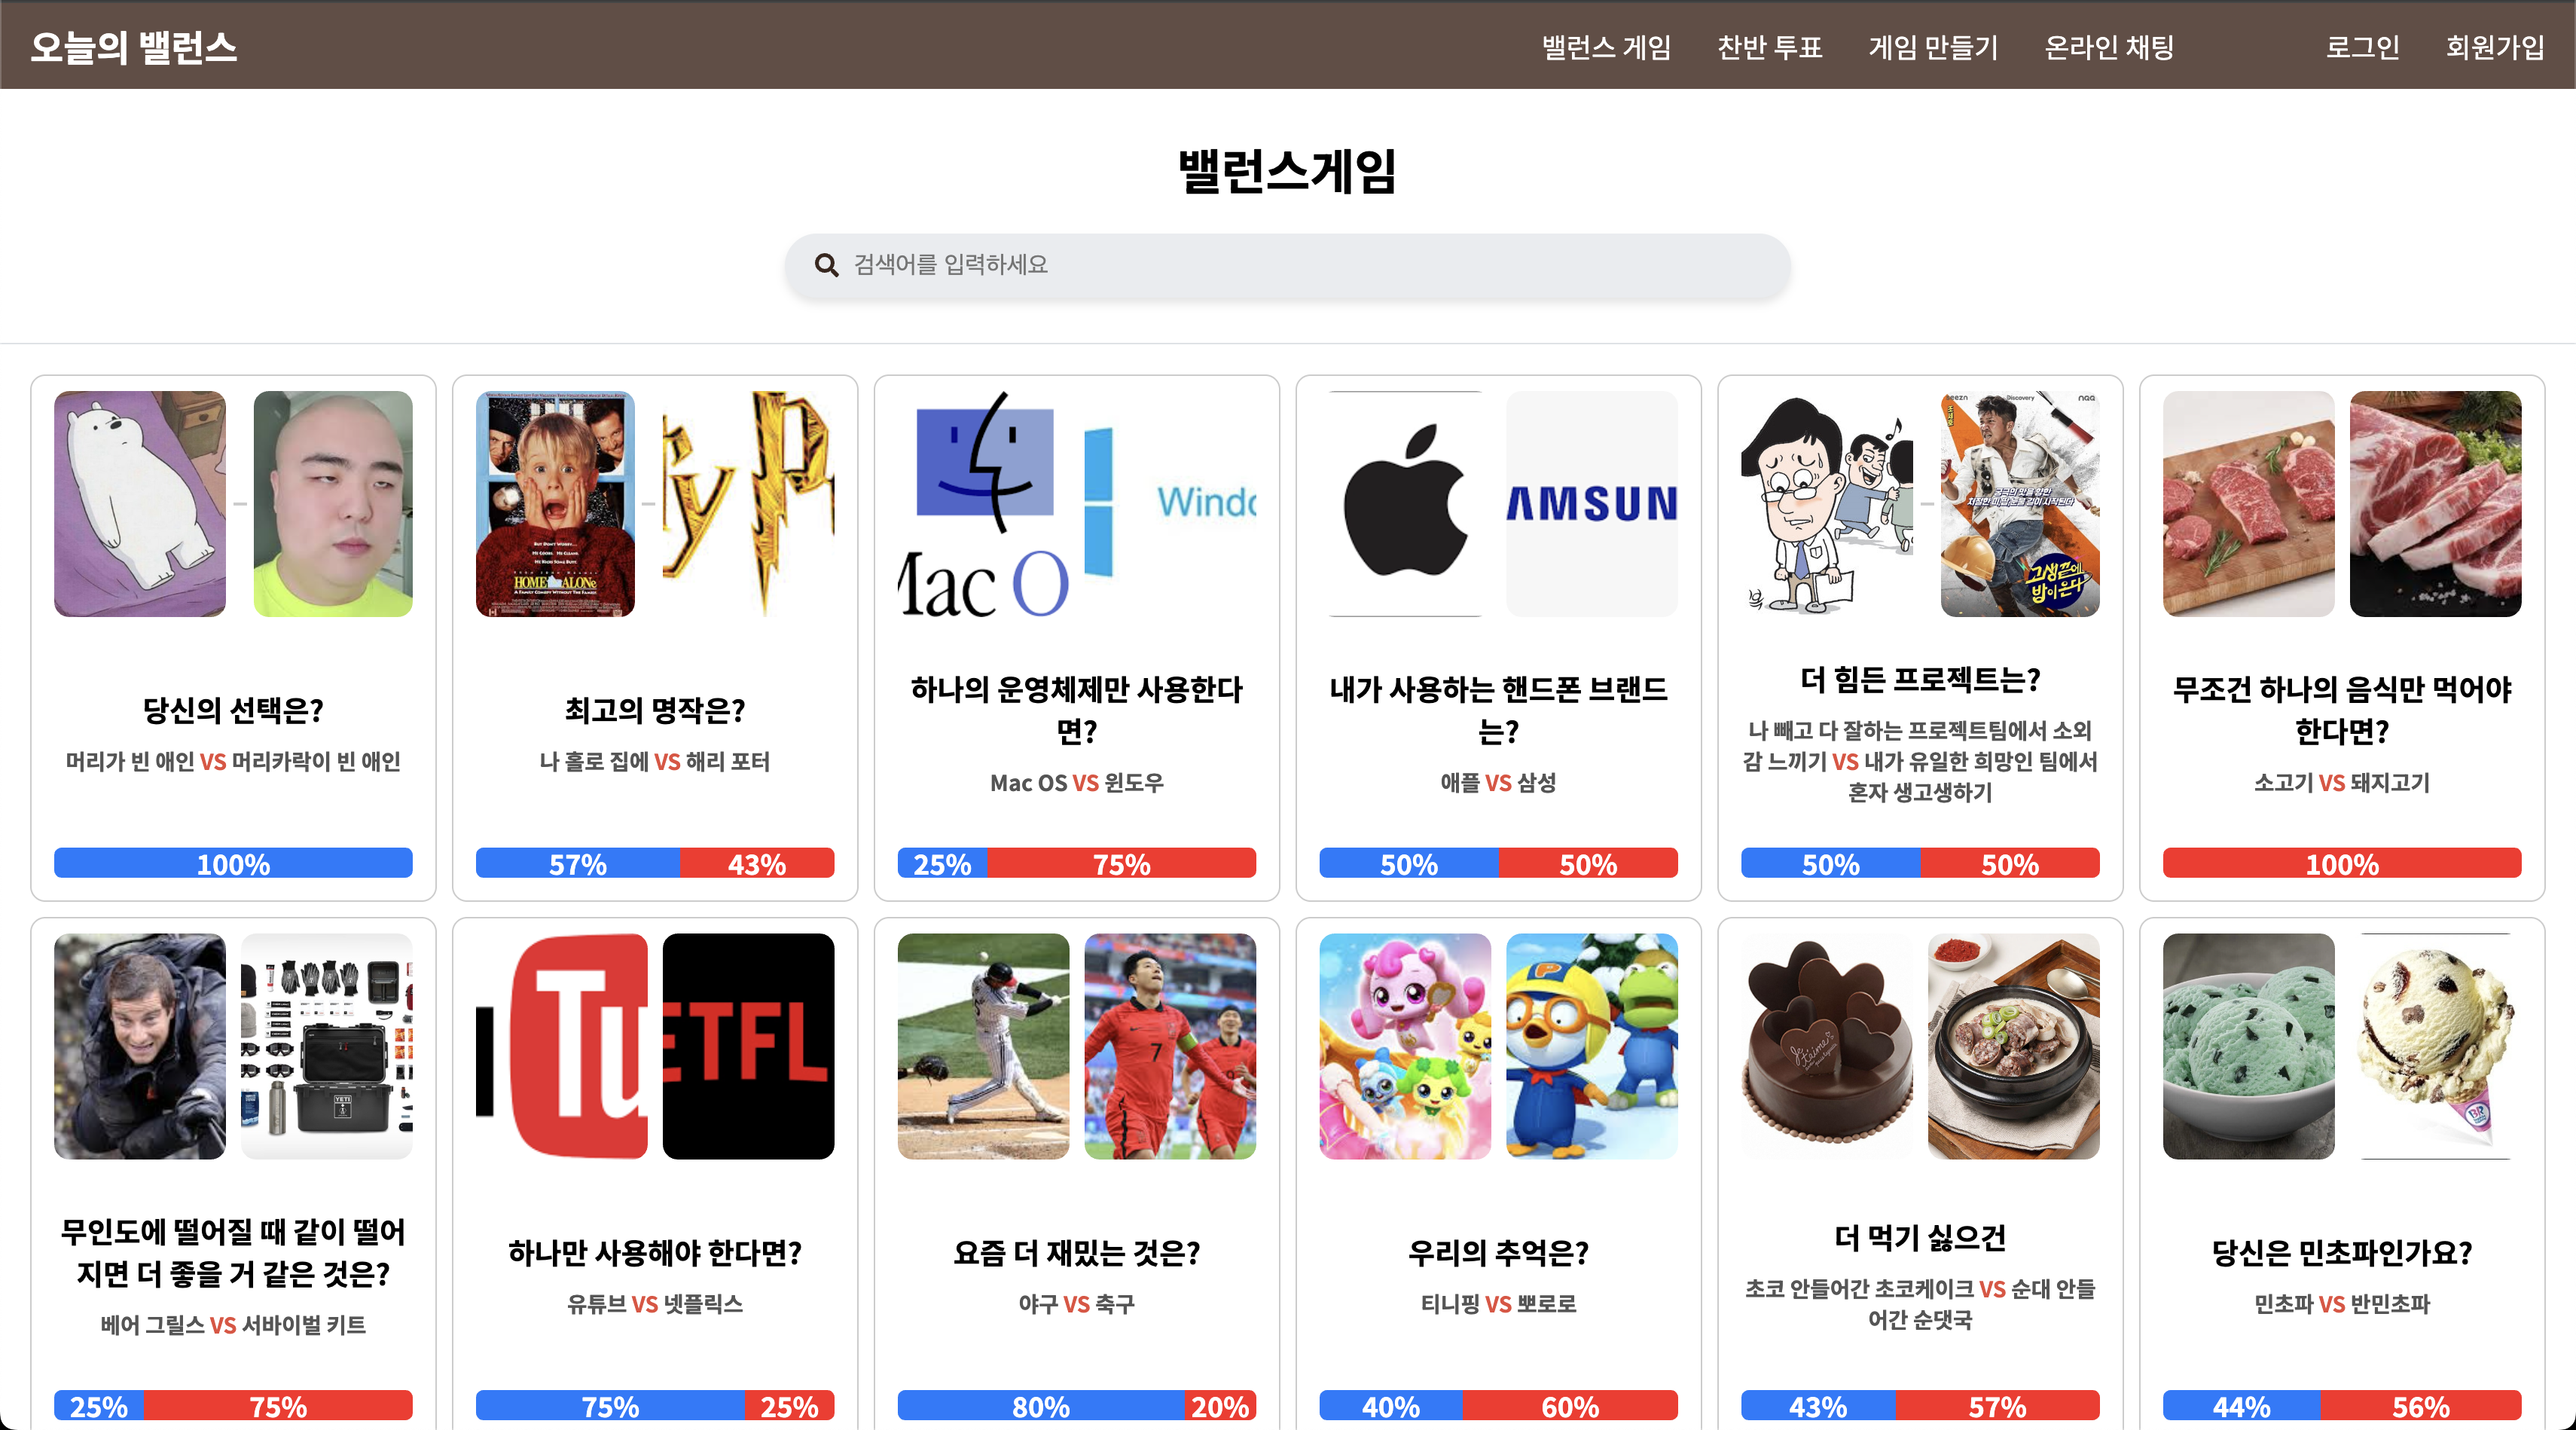 오늘의 밸런스
밸런스 게임
찬반 투표
게임 만들기
온라인 채팅
로그인
회원가입
밸런스게임
검색어를 입력하세요
당신의 선택은?
머리가 빈 애인 VS 머리카락이 빈 애인
100%
HOME ALONE
최고의 명작은?
나 홀로 집에 VS 해리 포터
57% 43%
Mac O
Windo
하나의 운영체제만 사용한다
면?
Mac OS VS 윈도우
25% 75%
AMSUN
내가 사용하는 핸드폰 브랜드
는?
애플 VS 삼성
50% 50%
Discovery
고생끝에
밥이온다
더 힘든 프로젝트는?
나 빼고 다 잘하는 프로젝트팀에서 소외
감 느끼기 VS 내가 유일한 희망인 팀에서
혼자 생고생하기
50% 50%
무조건 하나의 음식만 먹어야
한다면?
소고기 VS 돼지고기
100%
YETI
무인도에 떨어질 때 같이 떨어
지면 더 좋을 거 같은 것은?
베어 그릴스 VS 서바이벌 키트
25% 75%
Tu
ETFL
하나만 사용해야 한다면?
유튜브 VS 넷플릭스
75% 25%
7
요즘 더 재밌는 것은?
야구 VS 축구
80% 20%
P
우리의 추억은?
티니핑 VS 뽀로로
40% 60%
더 먹기 싫으건
초코 안들어간 초코케이크 VS 순대 안들
어간 순댓국
43% 57%
BR
당신은 민초파인가요?
민초파 VS 반민초파
44% 56%